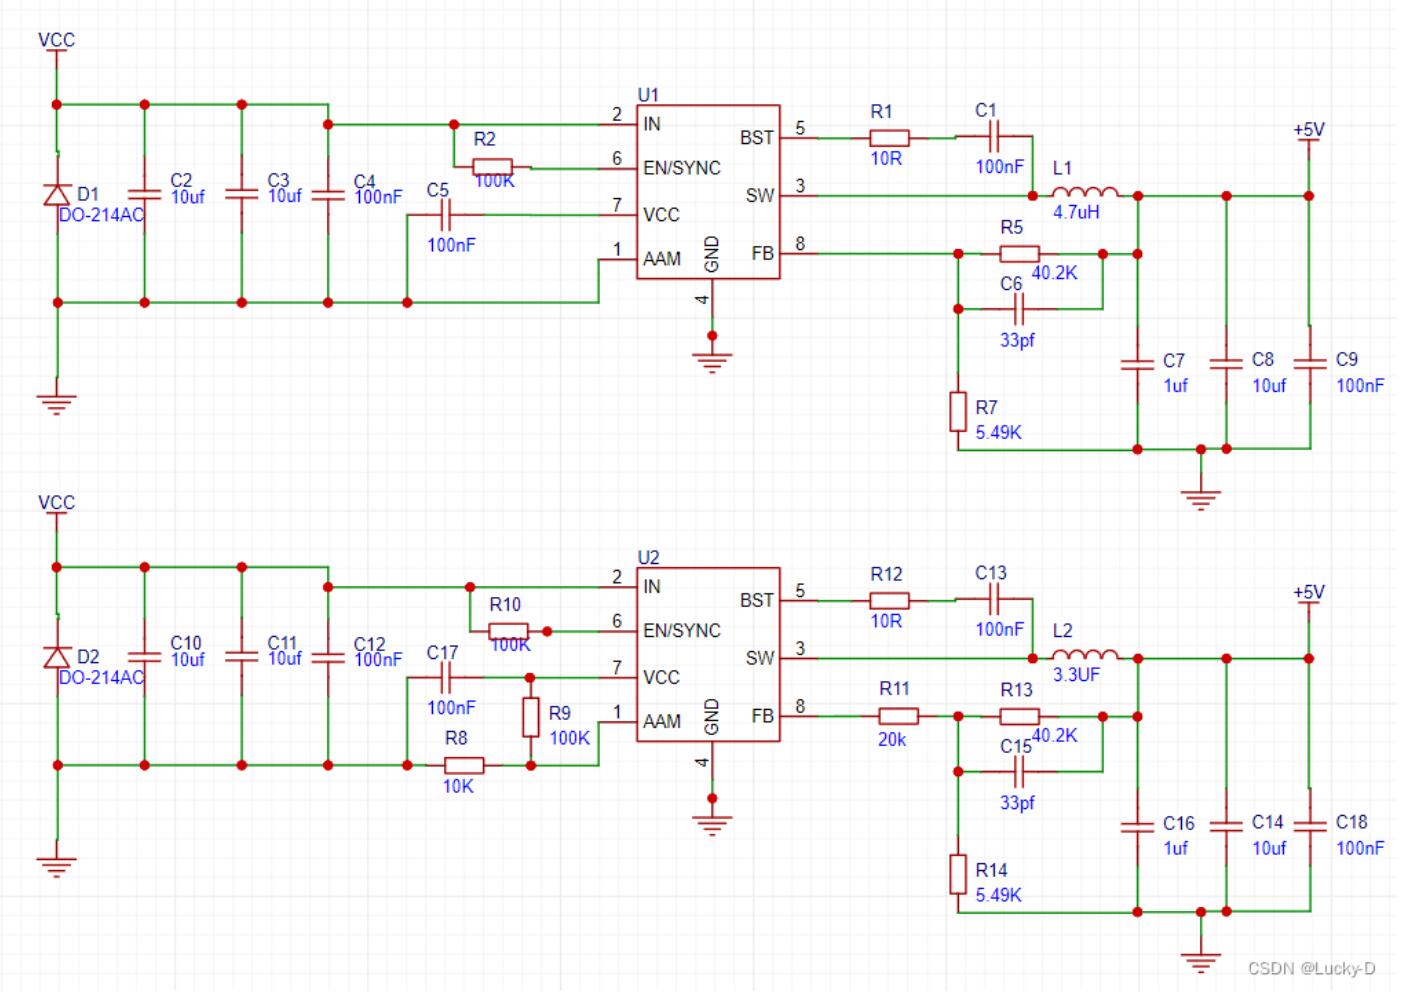 VCC
U1
2
IN
BST
5
R1
10R
C1
100nF
+5V
R2
100K
6
EN/SYNC
D1
DO-214AC
C2
10uf
C3
10uf
C4
100nF
C5
100nF
7
VCC
SW
3
L1
4.7uH
1
AAM
GND
FB
8
R5
40.2K
4
C6
33pf
C7
1uf
C8
10uf
C9
100nF
R7
5.49K
VCC
U2
2
IN
BST
5
R12
10R
C13
100nF
+5V
R10
100K
6
EN/SYNC
D2
DO-214AC
C10
10uf
C11
10uf
C12
100nF
C17
100nF
7
VCC
SW
3
L2
3.3UF
R9
100K
1
AAM
GND
FB
8
R11
20k
R13
40.2K
R8
10K
4
C15
33pf
C16
1uf
C14
10uf
C18
100nF
R14
5.49K
CSDN @Lucky-D